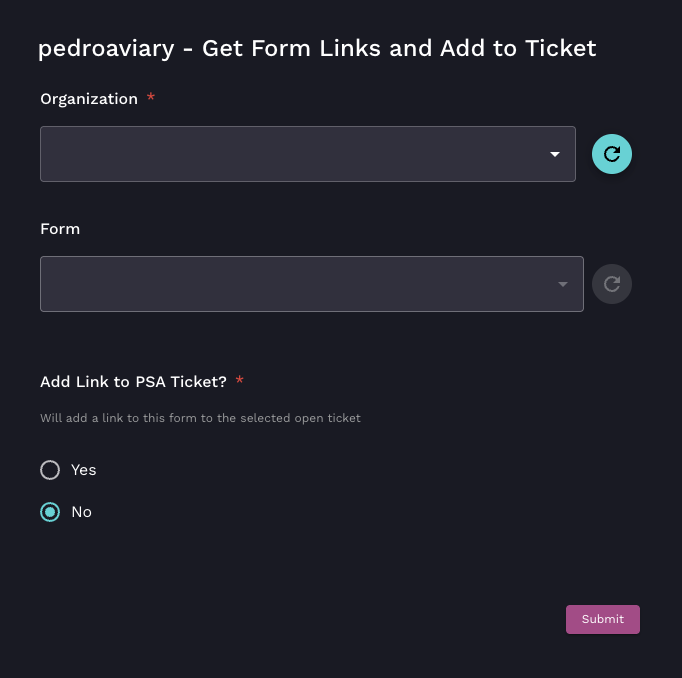 pedroaviary - Get Form Links and Add to Ticket
Organization *
Form
Add Link to PSA Ticket? *
Will add a link to this form to the selected open ticket
Yes
No
Submit